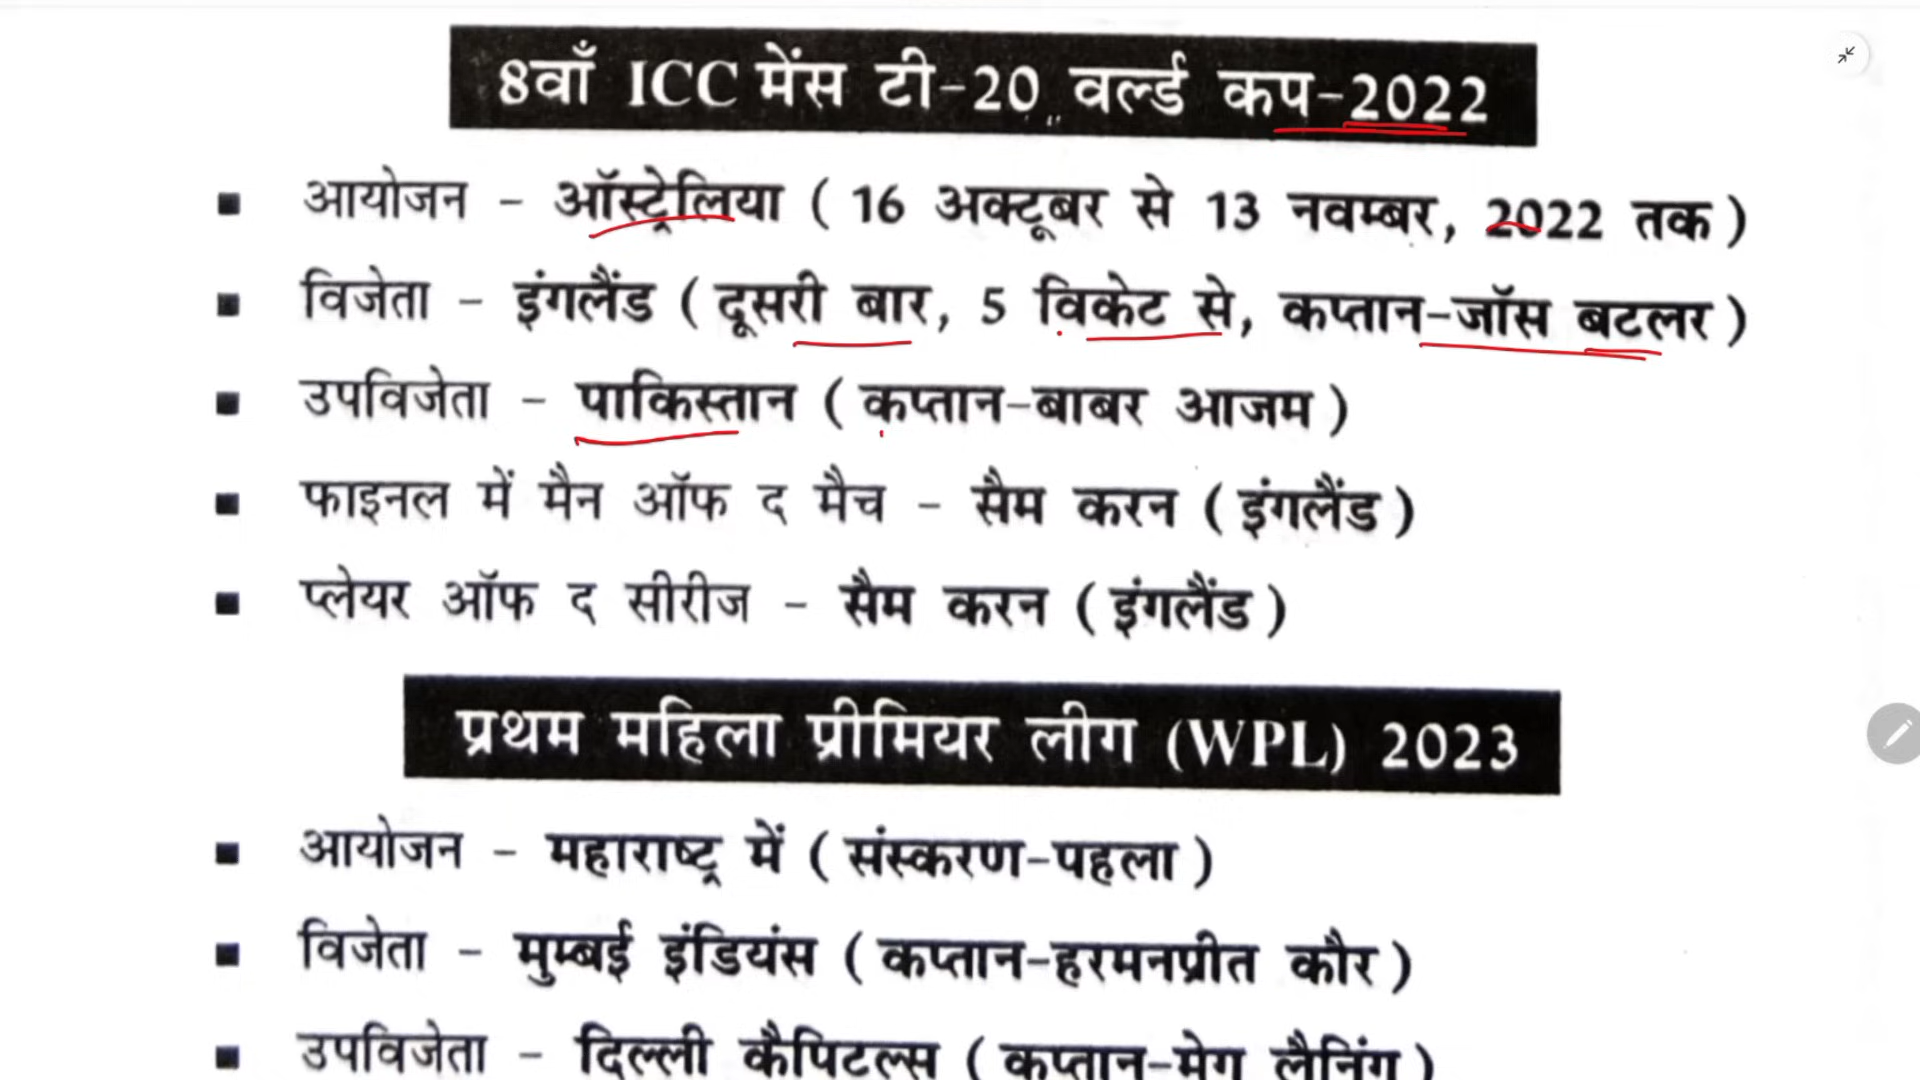 8वाँ ICC मेंस टी-20 वर्ल्ड कप-2022
■ आयोजन - ऑस्ट्रेलिया ( 16 अक्टूबर से 13 नवम्बर, 2022 तक )
■ विजेता - इंगलैंड ( दूसरी बार, 5 विकेट से, कप्तान-जॉस बटलर )
■ उपविजेता - पाकिस्तान ( कप्तान-बाबर आजम )
■ फाइनल में मैन ऑफ द मैच - सैम करन ( इंगलैंड )
■ प्लेयर ऑफ द सीरीज - सैम करन ( इंगलैंड )
प्रथम महिला प्रीमियर लीग (WPL) 2023
■ आयोजन - महाराष्ट्र में ( संस्करण-पहला )
■ विजेता - मुम्बई इंडियंस ( कप्तान-हरमनप्रीत कौर )
■ उपविजेता - दिल्ली कैपिटल्स ( कप्तान-मेग लैनिंग )